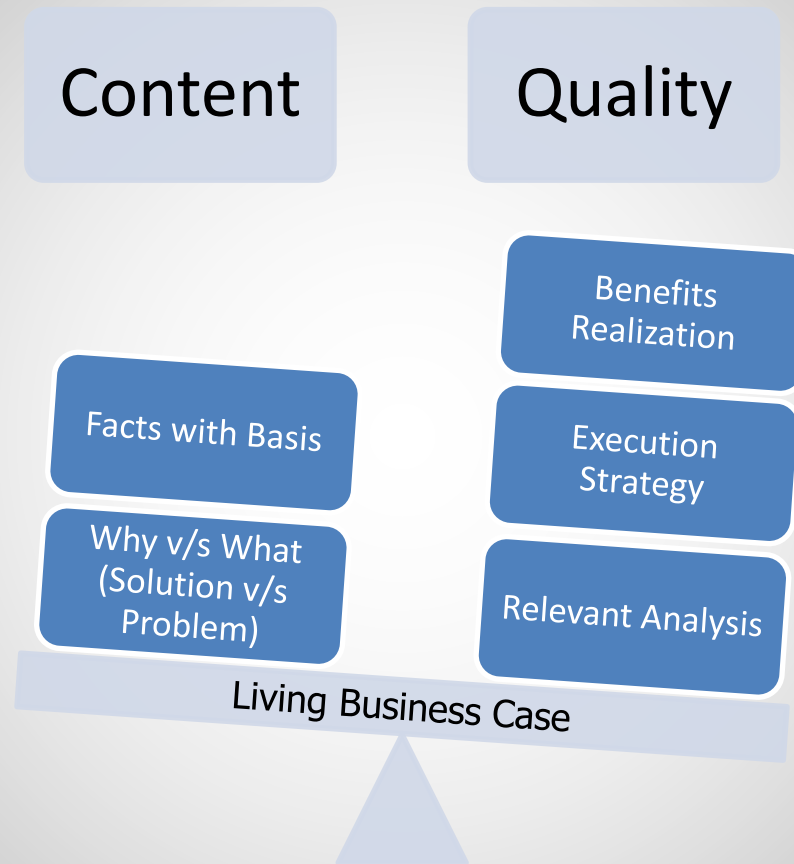 Content
Quality
Benefits
Realization
Facts with Basis
Execution
Strategy
Why v/s What
(Solution v/s
Problem)
Relevant Analysis
Living Business Case